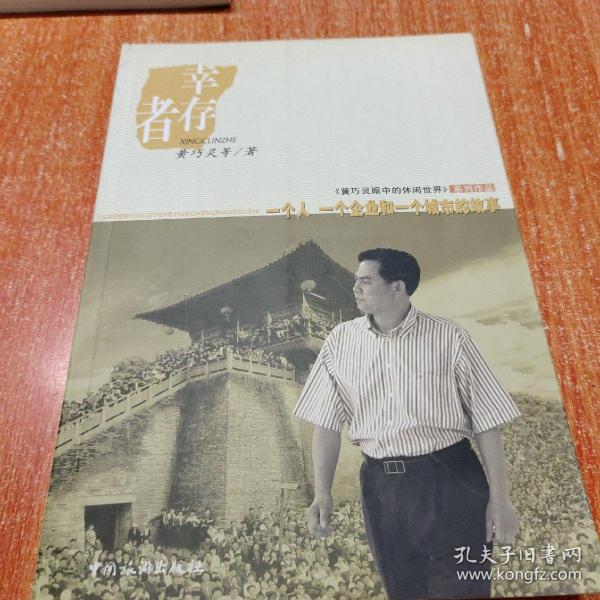 幸存者
XINGCUNZHE
黄巧灵等/著
《黄巧灵眼中的休闲世界》系列作品
YIGERENYIGEQIYEHEYIGECHENGSHIDEGUSHI
一个人 一个企业和一个城市的故事
中国旅游出版社
孔夫子旧书网
www.kongfz.com